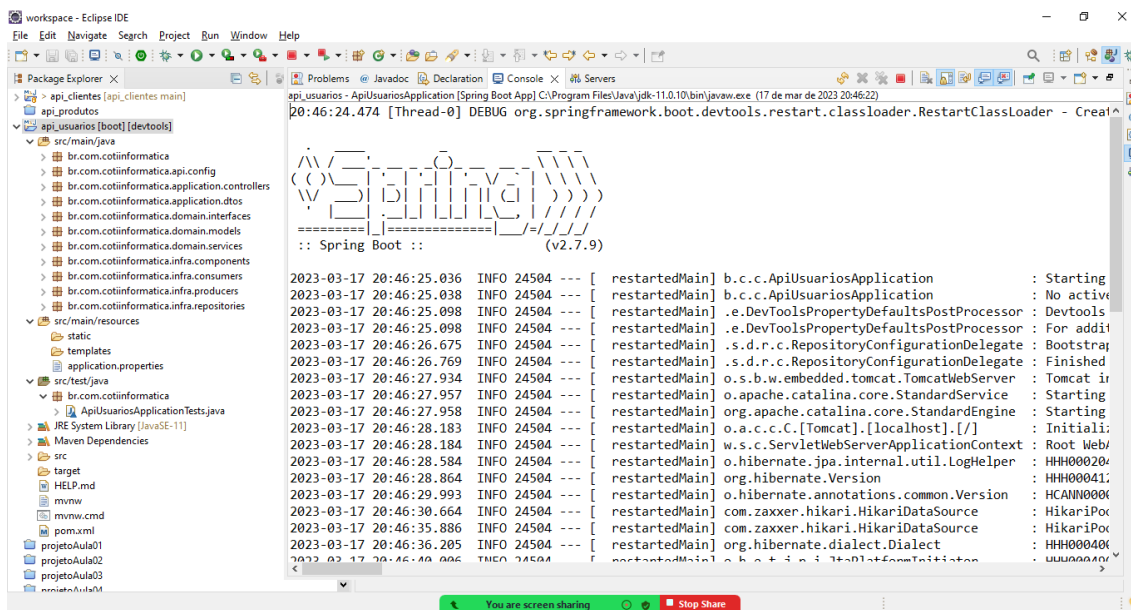 workspace - Eclipse IDE
File Edit Navigate Search Project Run Window Help
Package Explorer
Problems @ Javadoc Declaration Console Servers
api_usuarios - ApiUsuariosApplication [Spring Boot App] C:\Program Files\Java\jdk-11.0.10\bin\javaw.exe (17 de mar de 2023 20:46:22)
> api_clientes [api_clientes main]
api_produtos
api_usuarios [boot] [devtools]
src/main/java
br.com.cotiinformatica
br.com.cotiinformatica.api.config
br.com.cotiinformatica.application.controllers
br.com.cotiinformatica.application.dtos
br.com.cotiinformatica.domain.interfaces
br.com.cotiinformatica.domain.models
br.com.cotiinformatica.domain.services
br.com.cotiinformatica.infra.components
br.com.cotiinformatica.infra.consumers
br.com.cotiinformatica.infra.producers
br.com.cotiinformatica.infra.repositories
src/main/resources
static
templates
application.properties
src/test/java
br.com.cotiinformatica
ApiUsuariosApplicationTests.java
JRE System Library [JavaSE-11]
Maven Dependencies
src
target
HELP.md
mvnw
mvnw.cmd
pom.xml
projetoAula01
projetoAula02
projetoAula03
projetoAula04
20:46:24.474 [Thread-0] DEBUG org.springframework.boot.devtools.restart.classloader.RestartClassLoader - Creat
Spring
:: Spring Boot :: (v2.7.9)
2023-03-17 20:46:25.036 INFO 24504 --- [ restartedMain] b.c.c.ApiUsuariosApplication : Starting
2023-03-17 20:46:25.038 INFO 24504 --- [ restartedMain] b.c.c.ApiUsuariosApplication : No active
2023-03-17 20:46:25.098 INFO 24504 --- [ restartedMain] .e.DevToolsPropertyDefaultsPostProcessor : Devtools
2023-03-17 20:46:25.098 INFO 24504 --- [ restartedMain] .e.DevToolsPropertyDefaultsPostProcessor : For addit
2023-03-17 20:46:26.675 INFO 24504 --- [ restartedMain] .s.d.r.c.RepositoryConfigurationDelegate : Bootstrap
2023-03-17 20:46:26.769 INFO 24504 --- [ restartedMain] .s.d.r.c.RepositoryConfigurationDelegate : Finished
2023-03-17 20:46:27.934 INFO 24504 --- [ restartedMain] o.s.b.w.embedded.tomcat.TomcatWebServer : Tomcat in
2023-03-17 20:46:27.957 INFO 24504 --- [ restartedMain] o.apache.catalina.core.StandardService : Starting
2023-03-17 20:46:27.958 INFO 24504 --- [ restartedMain] org.apache.catalina.core.StandardEngine : Starting
2023-03-17 20:46:28.183 INFO 24504 --- [ restartedMain] o.a.c.c.C.[Tomcat].[localhost].[/] : Initiali
2023-03-17 20:46:28.184 INFO 24504 --- [ restartedMain] w.s.c.ServletWebServerApplicationContext : Root WebA
2023-03-17 20:46:28.584 INFO 24504 --- [ restartedMain] o.hibernate.jpa.internal.util.LogHelper : HHH000204
2023-03-17 20:46:28.864 INFO 24504 --- [ restartedMain] org.hibernate.Version : HHH000412
2023-03-17 20:46:29.993 INFO 24504 --- [ restartedMain] o.hibernate.annotations.common.Version : HCANN0000
2023-03-17 20:46:30.664 INFO 24504 --- [ restartedMain] com.zaxxer.hikari.HikariDataSource : HikariPoo
2023-03-17 20:46:35.886 INFO 24504 --- [ restartedMain] com.zaxxer.hikari.HikariDataSource : HikariPoo
2023-03-17 20:46:36.205 INFO 24504 --- [ restartedMain] org.hibernate.dialect.Dialect : HHH000400
2023-03-17 20:46:40.006 INFO 24504 --- [ restartedMain] o.h.e.t.j.p.i.JtaPlatformInitiator
You are screen sharing Stop Share